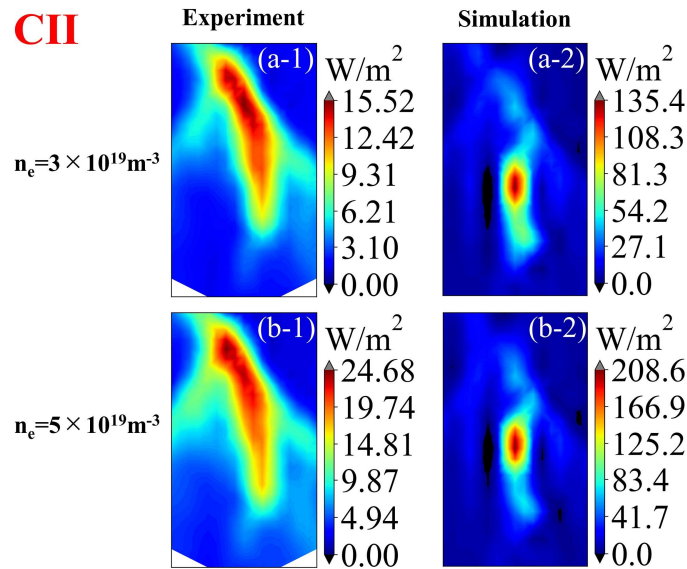 CII
Experiment
Simulation
nₑ=3×10¹⁹m⁻³
(a-1)
W/m²
15.52
12.42
9.31
6.21
3.10
0.00
(a-2)
W/m²
135.4
108.3
81.3
54.2
27.1
0.0
nₑ=5×10¹⁹m⁻³
(b-1)
W/m²
24.68
19.74
14.81
9.87
4.94
0.00
(b-2)
W/m²
208.6
166.9
125.2
83.4
41.7
0.0